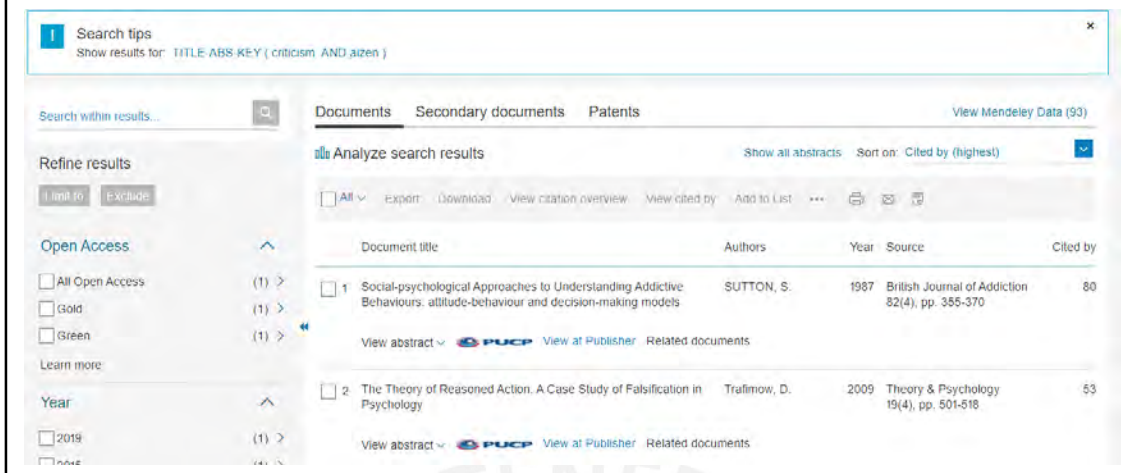 !
Search tips
Show results for: TITLE-ABS-KEY ( criticism AND aizen )
×
Search within results...
Documents Secondary documents Patents
View Mendeley Data (93)
Refine results
Analyze search results
Show all abstracts Sort on: Cited by (highest)
Limit to Exclude
All Export Download View citation overview View cited by Add to List •••
Open Access
Document title Authors Year Source Cited by
All Open Access (1) >
Gold (1) >
Green (1) >
Learn more
1 Social-psychological Approaches to Understanding Addictive SUTTON, S. 1987 British Journal of Addiction 80
Behaviours: attitude-behaviour and decision-making models 82(4), pp. 355-370
View abstract PUCP View at Publisher Related documents
Year
2 The Theory of Reasoned Action. A Case Study of Falsification in Trafimow, D. 2009 Theory & Psychology 53
Psychology 19(4), pp. 501-518
2019 (1) >
View abstract PUCP View at Publisher Related documents
2015 (1) >